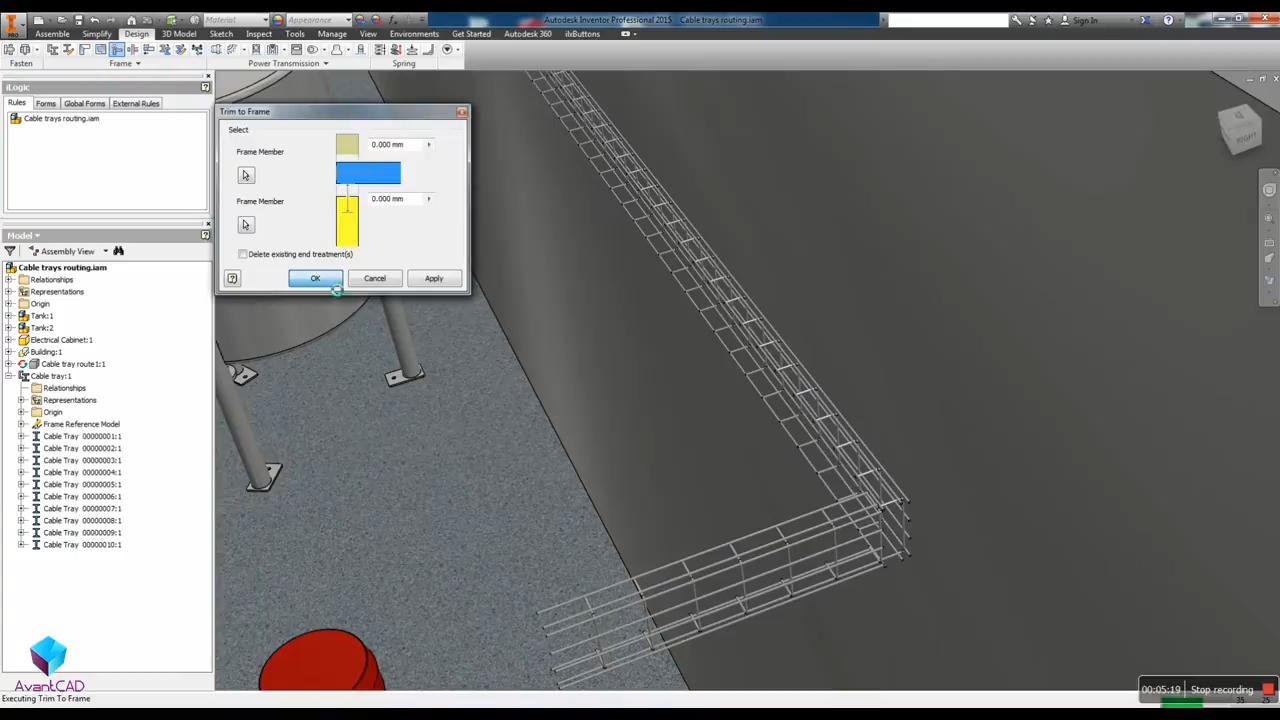 Material
Appearance
Autodesk Inventor Professional 2015 Cable trays routing.iam
Sign In
PRO
Assemble Simplify Design 3D Model Sketch Inspect Tools Manage View Environments Get Started Autodesk 360 ilxButtons
Fasten Frame Power Transmission Spring
iLogic
Rules Forms Global Forms External Rules
Cable trays routing.iam
Trim to Frame
Select
Frame Member
0.000 mm
Frame Member
0.000 mm
Delete existing end treatment(s)
OK Cancel Apply
RIGHT
Model
Assembly View
Cable trays routing.iam
Relationships
Representations
Origin
Tank:1
Tank:2
Electrical Cabinet:1
Building:1
Cable tray route1:1
Cable tray:1
Relationships
Representations
Origin
Frame Reference Model
Cable Tray 00000001:1
Cable Tray 00000002:1
Cable Tray 00000003:1
Cable Tray 00000004:1
Cable Tray 00000005:1
Cable Tray 00000006:1
Cable Tray 00000007:1
Cable Tray 00000008:1
Cable Tray 00000009:1
Cable Tray 00000010:1
AvantCAD
Executing Trim To Frame
00:05:19 Stop recording
35 25